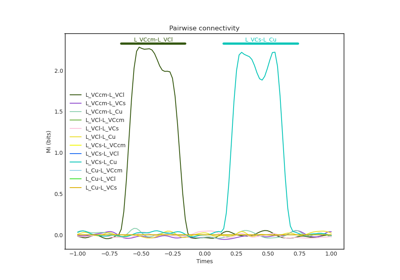 Pairwise connectivity
L_VCcm-L_VCl
L_VCs-L_Cu
MI (bits)
2.0
1.5
1.0
0.5
0.0
L_VCcm-L_VCl
L_VCcm-L_VCs
L_VCcm-L_Cu
L_VCl-L_VCcm
L_VCl-L_VCs
L_VCl-L_Cu
L_VCs-L_VCcm
L_VCs-L_VCl
L_VCs-L_Cu
L_Cu-L_VCcm
L_Cu-L_VCl
L_Cu-L_VCs
−1.00 −0.75 −0.50 −0.25 0.00 0.25 0.50 0.75 1.00
Times